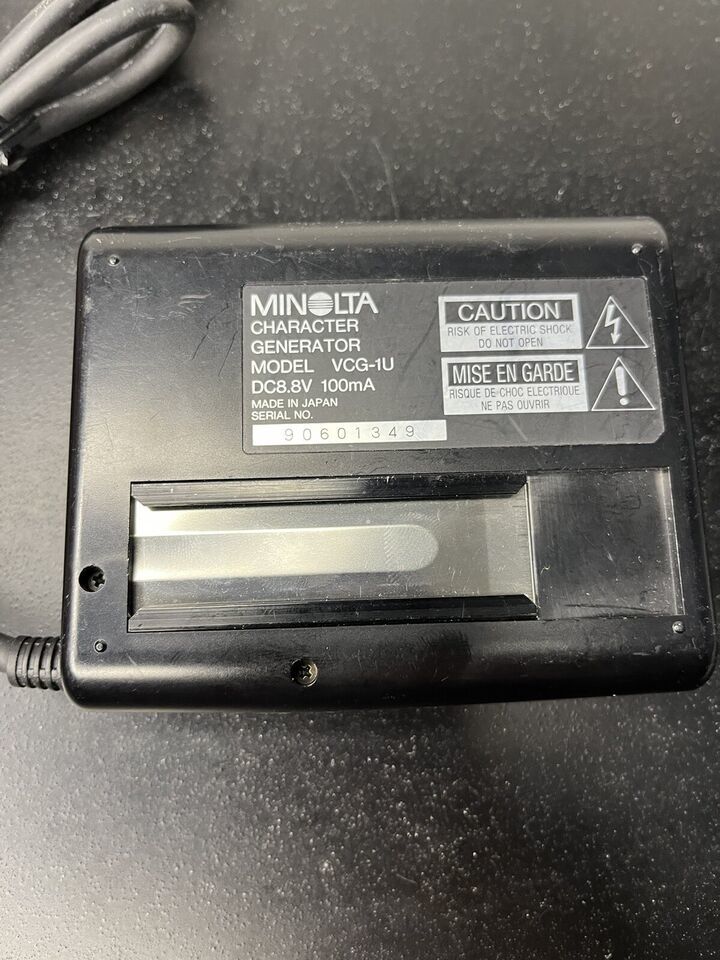 MINOLTA
CHARACTER
GENERATOR
MODEL VCG-1U
DC8.8V 100mA
MADE IN JAPAN
SERIAL NO.
90601349
CAUTION
RISK OF ELECTRIC SHOCK
DO NOT OPEN
MISE EN GARDE
RISQUE DE CHOC ELECTRIQUE
NE PAS OUVRIR